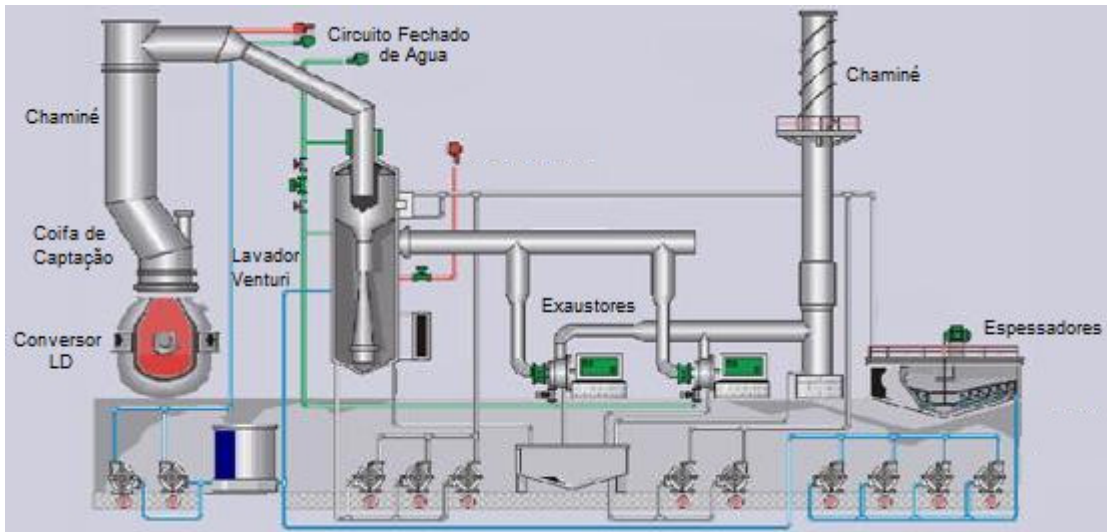 Circuito Fechado
de Agua
Chaminé
Chaminé
Coifa de
Captação
Lavador
Venturi
Exaustores
Espessadores
Conversor
LD